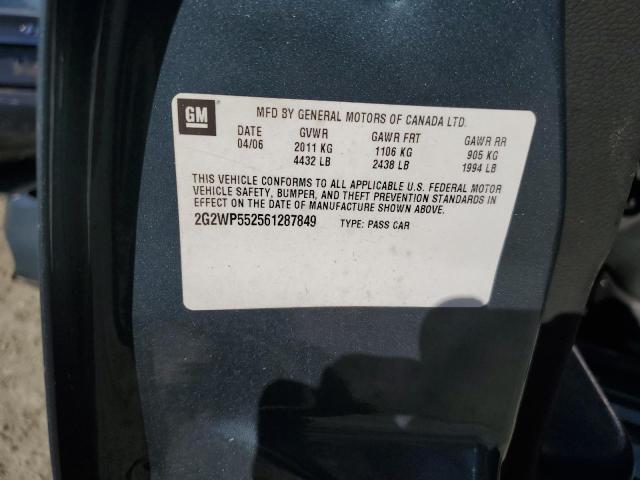 GM
MFD BY GENERAL MOTORS OF CANADA LTD.
DATE GVWR GAWR FRT GAWR RR
04/06 2011 KG 1106 KG 905 KG
4432 LB 2438 LB 1994 LB
THIS VEHICLE CONFORMS TO ALL APPLICABLE U.S. FEDERAL MOTOR
VEHICLE SAFETY, BUMPER, AND THEFT PREVENTION STANDARDS IN
EFFECT ON THE DATE OF MANUFACTURE SHOWN ABOVE.
2G2WP552561287849 TYPE: PASS CAR